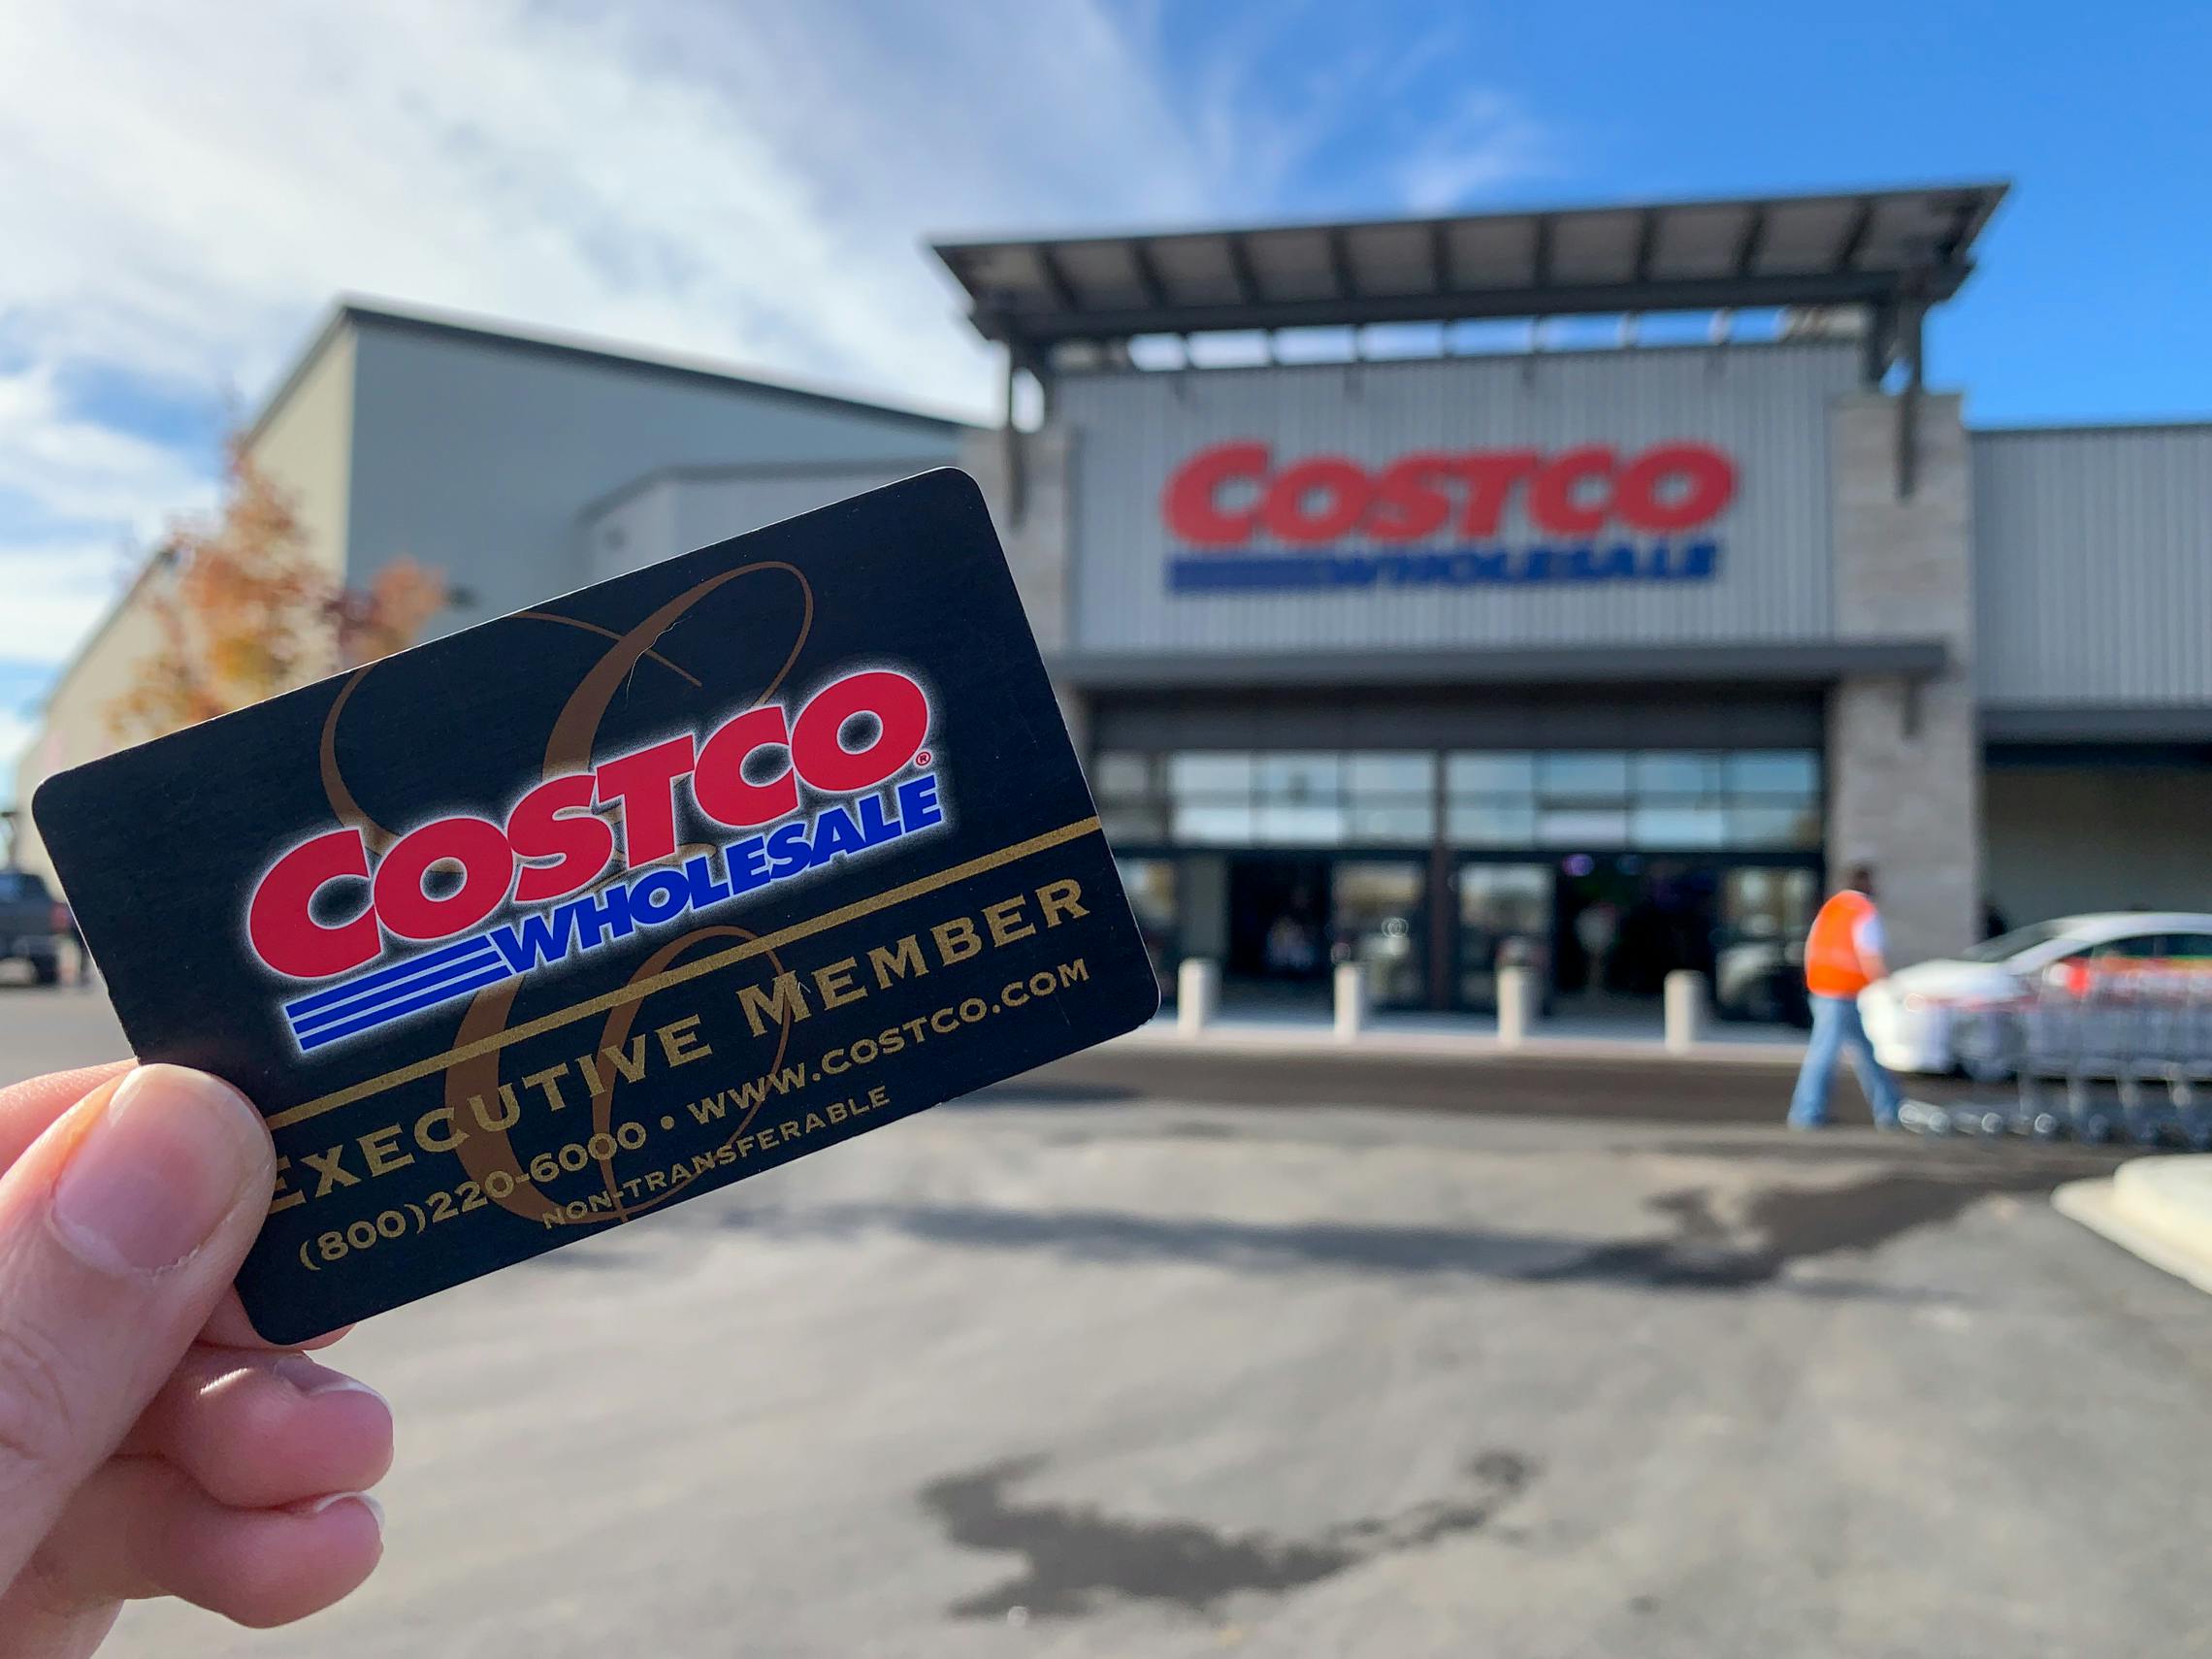 COSTCO
WHOLESALE
COSTCO®
WHOLESALE
EXECUTIVE MEMBER
(800)220-6000 • WWW.COSTCO.COM
NON-TRANSFERABLE